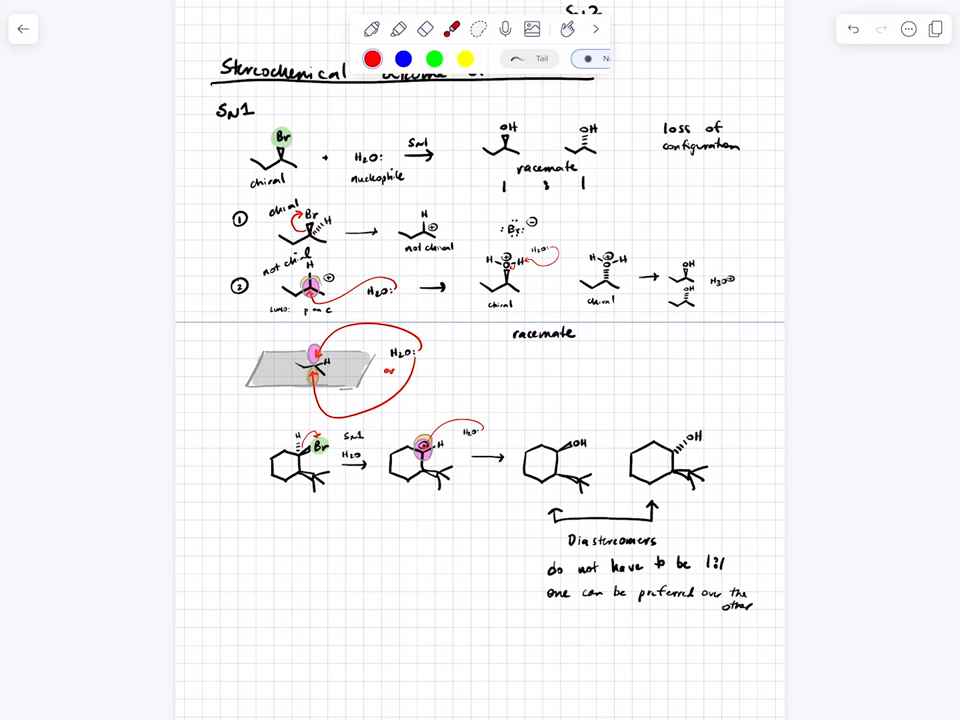 Stereochemical
SN1
Br
chiral
+ H2O:
nucleophile
SN1
OH
OH
racemate
1 : 1
loss of
configuration
① chiral Br H
H ⊕
not chiral
:Br: ⊖
② not chiral
H ⊕
H2O:
LUMO: p on C
H O H ⊕
H2O:
chiral
H O H ⊕
chiral
OH
OH
H3O⊕
racemate
H
H2O:
or
H
Br
SN1
H2O
H
H2O:
OH
OH
Diastereomers
do not have to be 1:1
one can be preferred over the
other
Tail